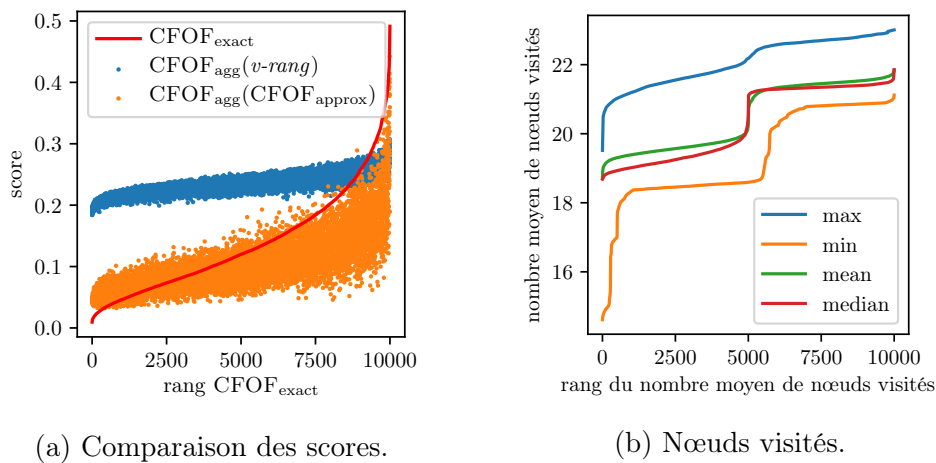 0.5
0.4
0.3
0.2
0.1
0.0
score
CFOF_exact
CFOF_agg(v-rang)
CFOF_agg(CFOF_approx)
0 2500 5000 7500 10000
rang CFOF_exact
(a) Comparaison des scores.
22
20
18
16
nombre moyen de nœuds visités
max
min
mean
median
0 2500 5000 7500 10000
rang du nombre moyen de nœuds visités
(b) Nœuds visités.